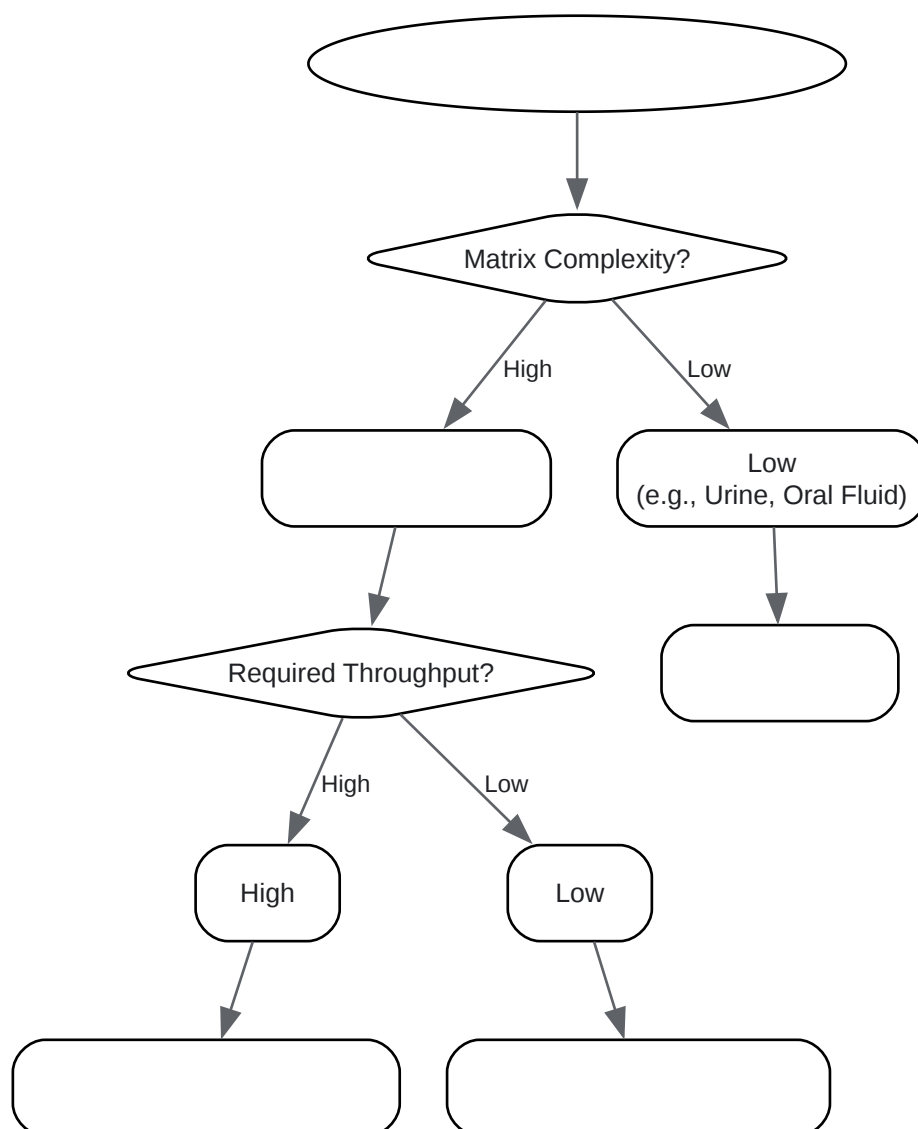 Matrix Complexity?
High
Low
Low
(e.g., Urine, Oral Fluid)
Required Throughput?
High
Low
High
Low